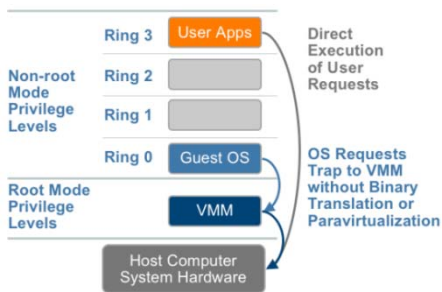 Ring 3
User Apps
Direct
Execution
of User
Requests
Non-root
Mode
Privilege
Levels
Ring 2
Ring 1
Ring 0
Guest OS
OS Requests
Trap to VMM
without Binary
Translation or
Paravirtualization
Root Mode
Privilege
Levels
VMM
Host Computer
System Hardware